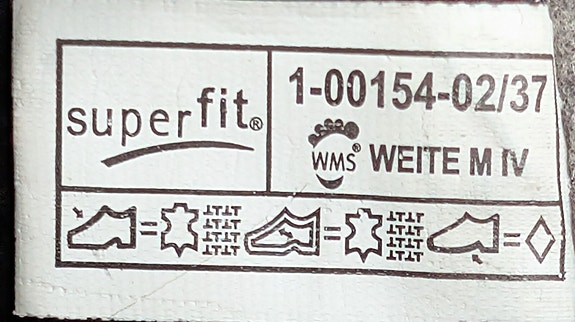 superfit®
1-00154-02/37
WMS® WEITE M IV